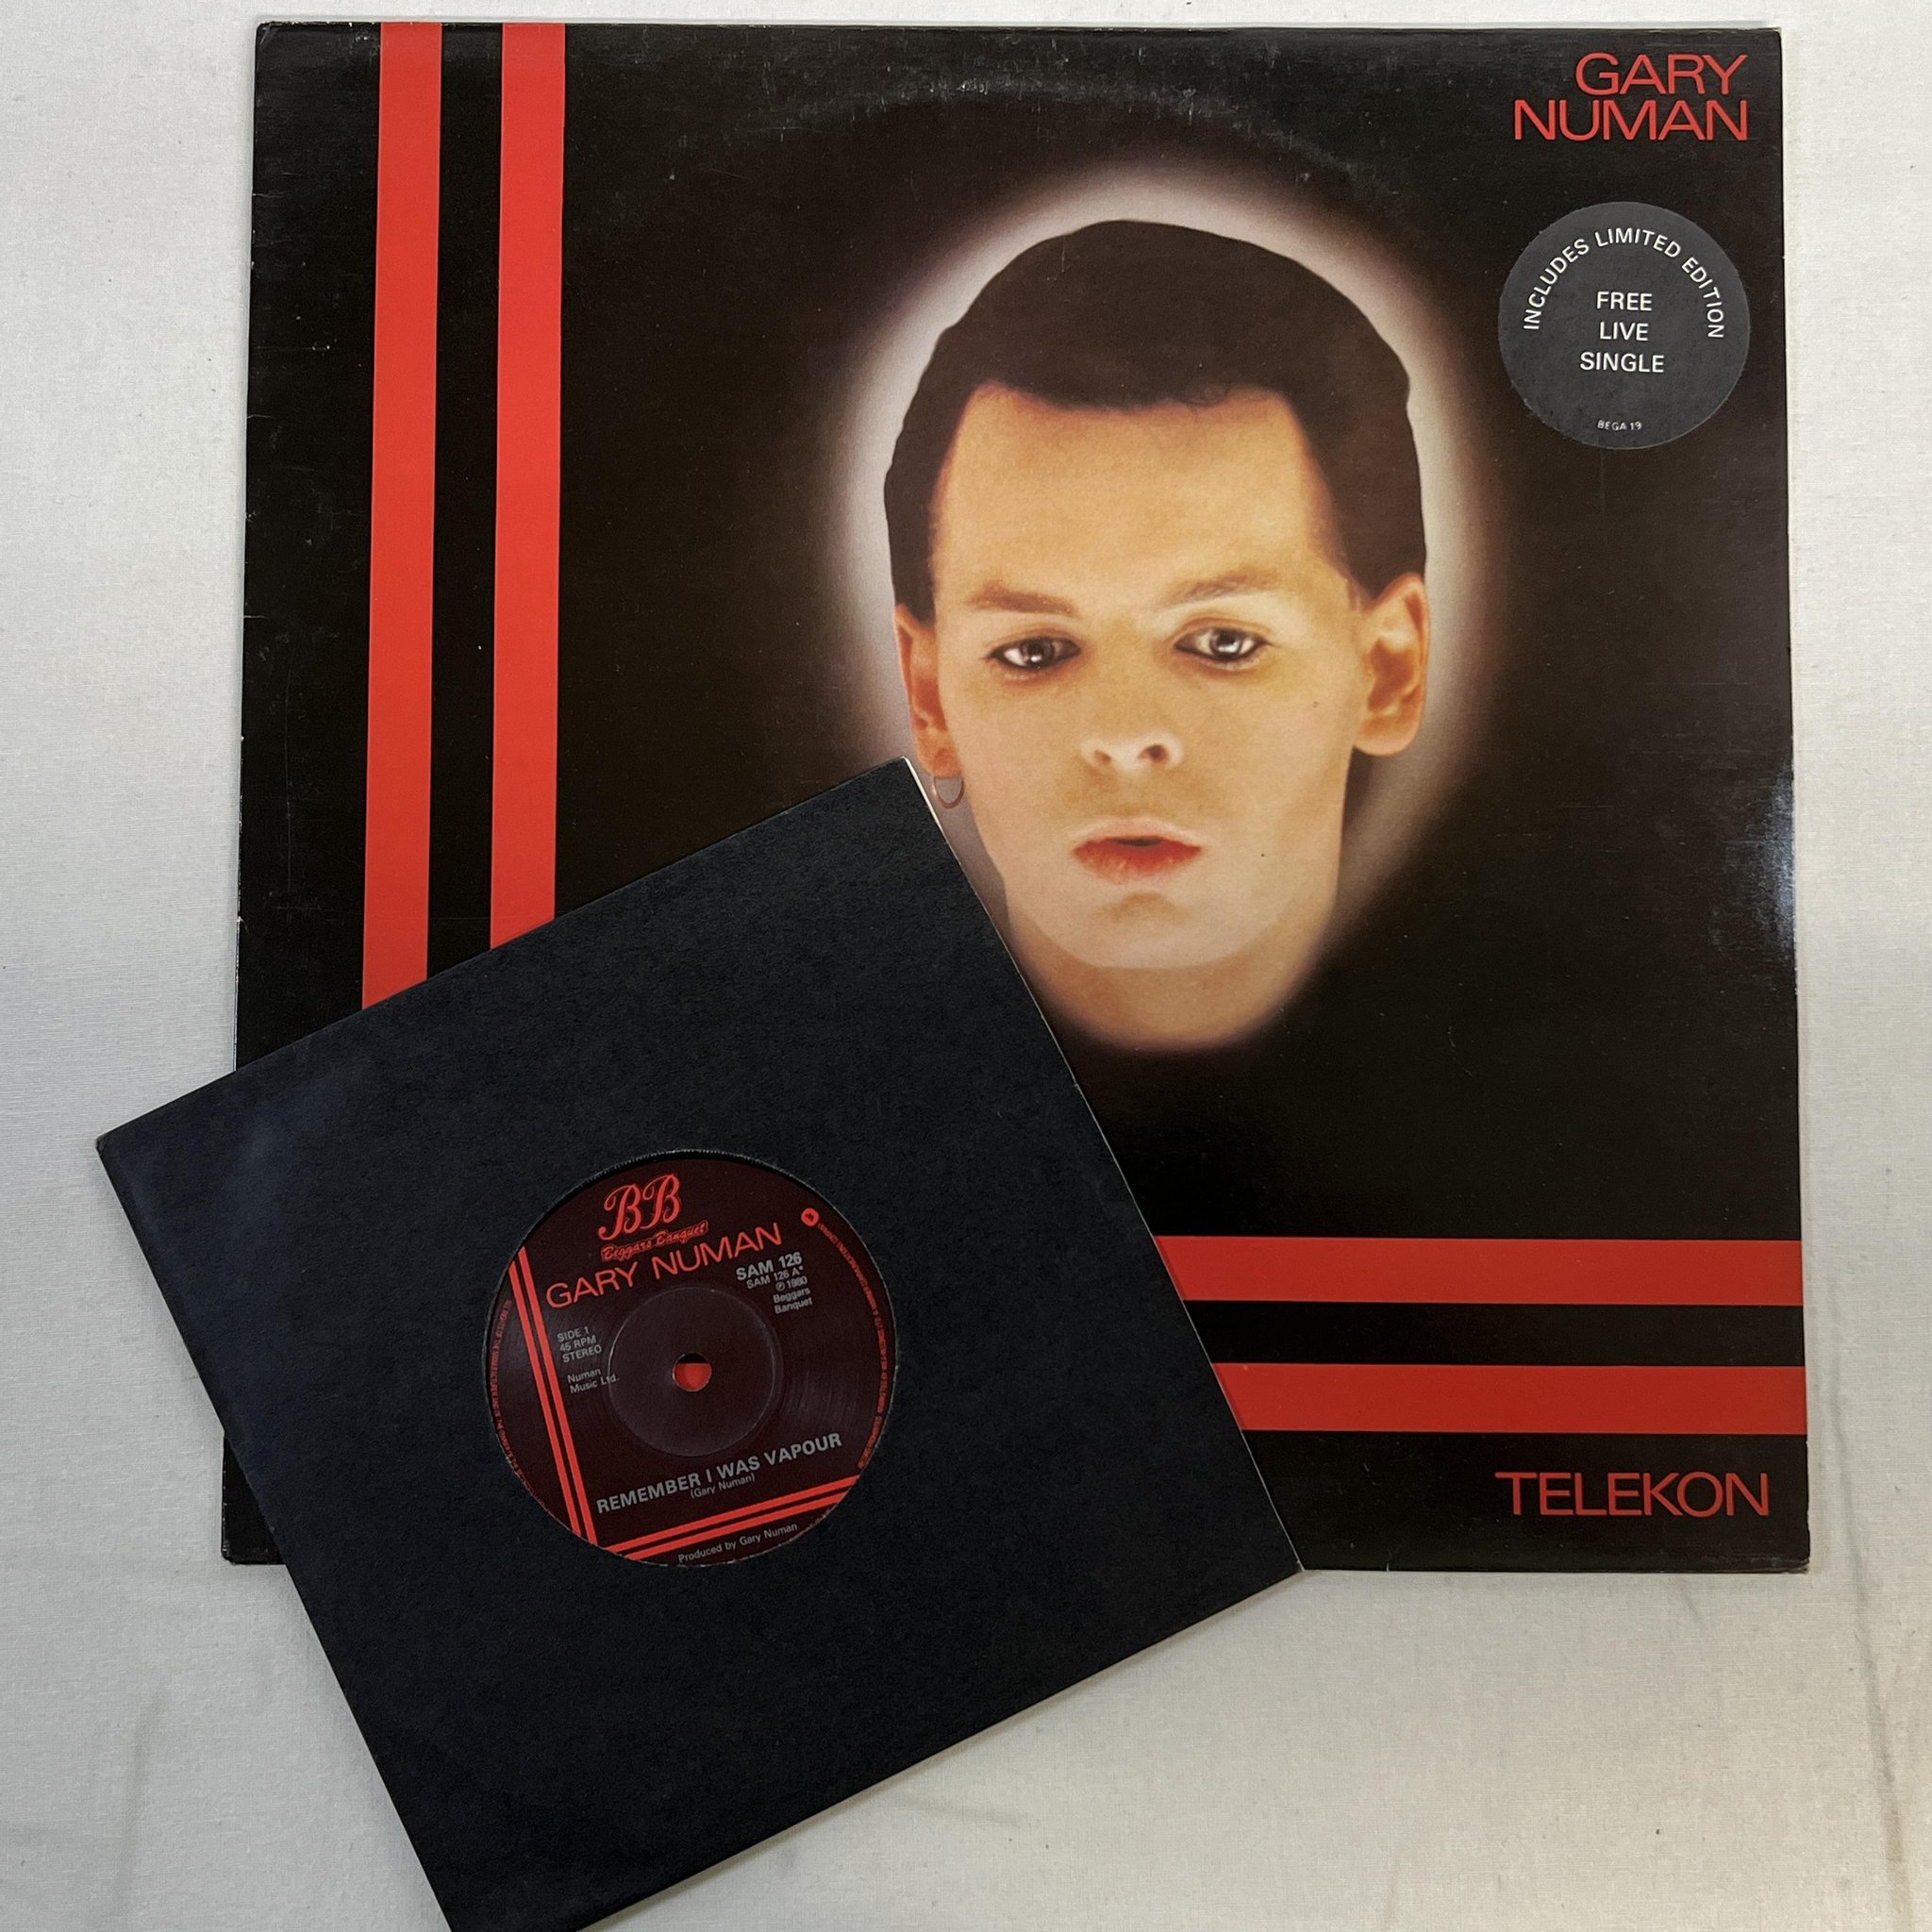 GARY
NUMAN
INCLUDES LIMITED EDITION
FREE
LIVE
SINGLE
BEGA 19
TELEKON
BB
Beggars Banquet
GARY NUMAN
SAM 126
SAM 126 A
℗ 1980
Beggars
Banquet
SIDE 1
45 RPM
STEREO
Numan
Music Ltd.
REMEMBER I WAS VAPOUR
(Gary Numan)
Produced by Gary Numan